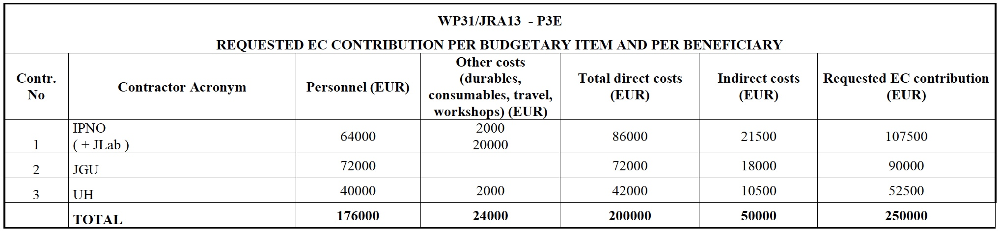 WP31/JRA13 - P3E
REQUESTED EC CONTRIBUTION PER BUDGETARY ITEM AND PER BENEFICIARY
Contr. No
Contractor Acronym
Personnel (EUR)
Other costs
(durables,
consumables, travel,
workshops) (EUR)
Total direct costs
(EUR)
Indirect costs
(EUR)
Requested EC contribution
(EUR)
1
IPNO
( + JLab )
64000
2000
20000
86000
21500
107500
2 JGU 72000 72000 18000 90000
3 UH 40000 2000 42000 10500 52500
TOTAL 176000 24000 200000 50000 250000